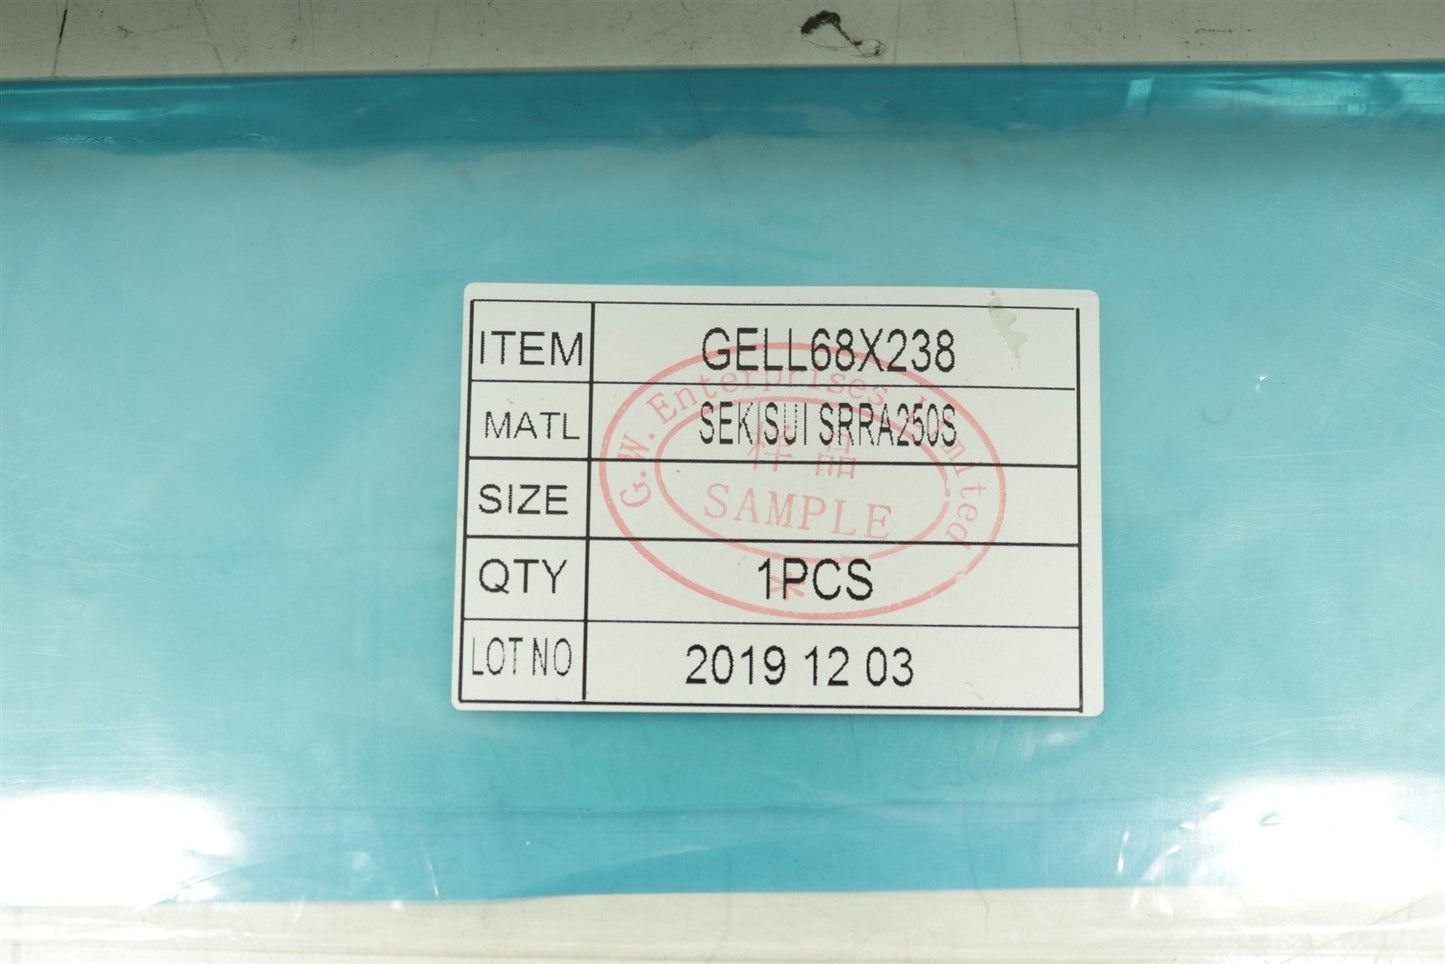 ITEM GELL68X238
MATL SEKISUI SRRA250S
SIZE
QTY 1PCS
LOT NO 2019 12 03
G.W. Enterprises Limited
样品
SAMPLE
*